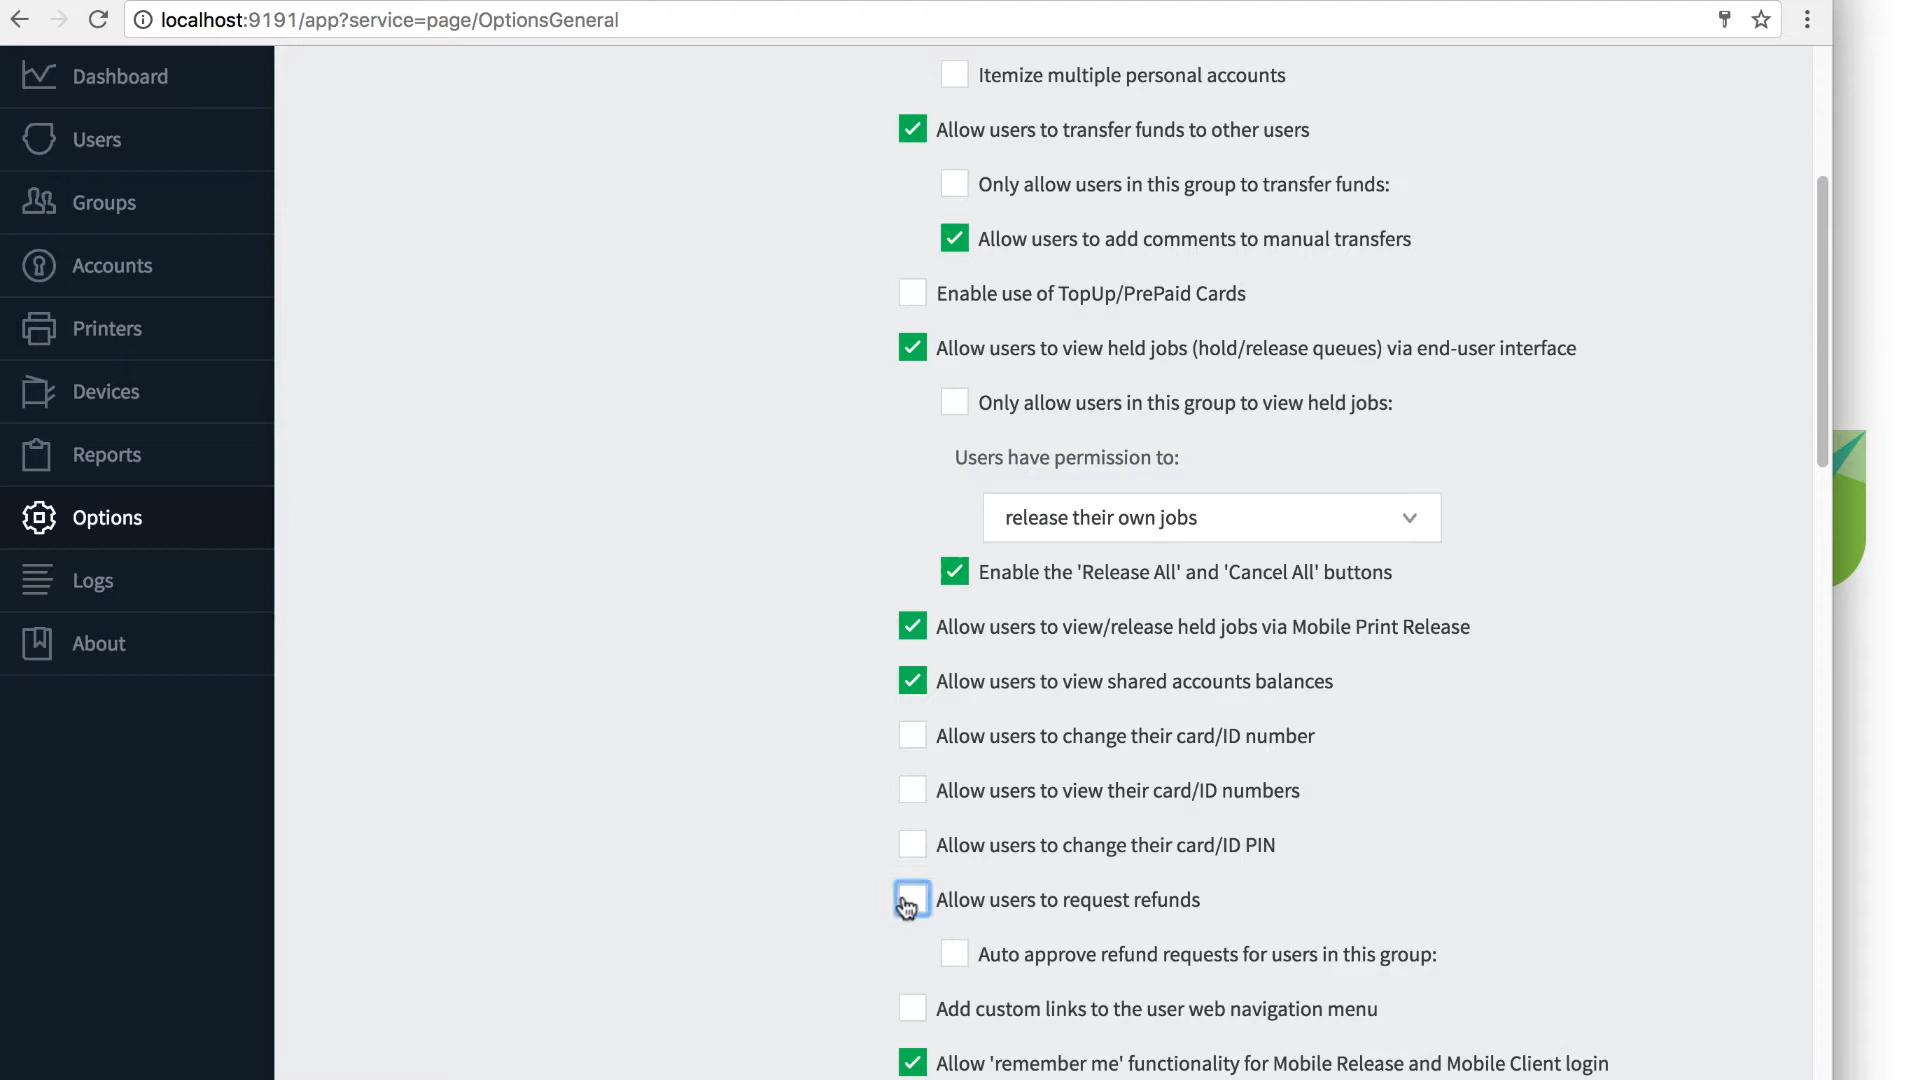 localhost:9191/app?service=page/OptionsGeneral
Dashboard
Users
Groups
Accounts
Printers
Devices
Reports
Options
Logs
About
Itemize multiple personal accounts
Allow users to transfer funds to other users
Only allow users in this group to transfer funds:
Allow users to add comments to manual transfers
Enable use of TopUp/PrePaid Cards
Allow users to view held jobs (hold/release queues) via end-user interface
Only allow users in this group to view held jobs:
Users have permission to:
release their own jobs
Enable the 'Release All' and 'Cancel All' buttons
Allow users to view/release held jobs via Mobile Print Release
Allow users to view shared accounts balances
Allow users to change their card/ID number
Allow users to view their card/ID numbers
Allow users to change their card/ID PIN
Allow users to request refunds
Auto approve refund requests for users in this group:
Add custom links to the user web navigation menu
Allow 'remember me' functionality for Mobile Release and Mobile Client login